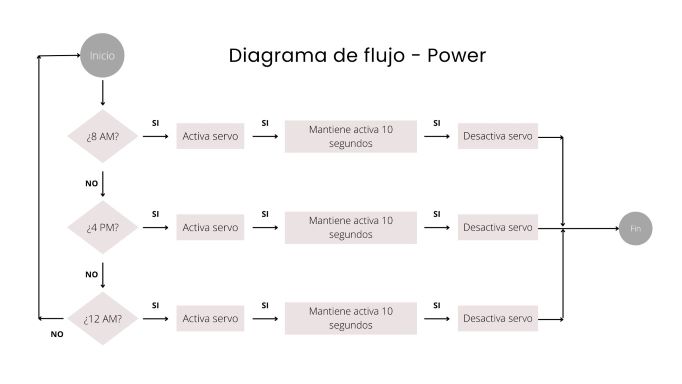 Inicio
Diagrama de flujo - Power
SI
SI
SI
¿8 AM?
Activa servo
Mantiene activa 10
segundos
Desactiva servo
NO
SI
SI
SI
¿4 PM?
Activa servo
Mantiene activa 10
segundos
Desactiva servo
Fin
NO
SI
SI
SI
¿12 AM?
Activa servo
Mantiene activa 10
segundos
Desactiva servo
NO